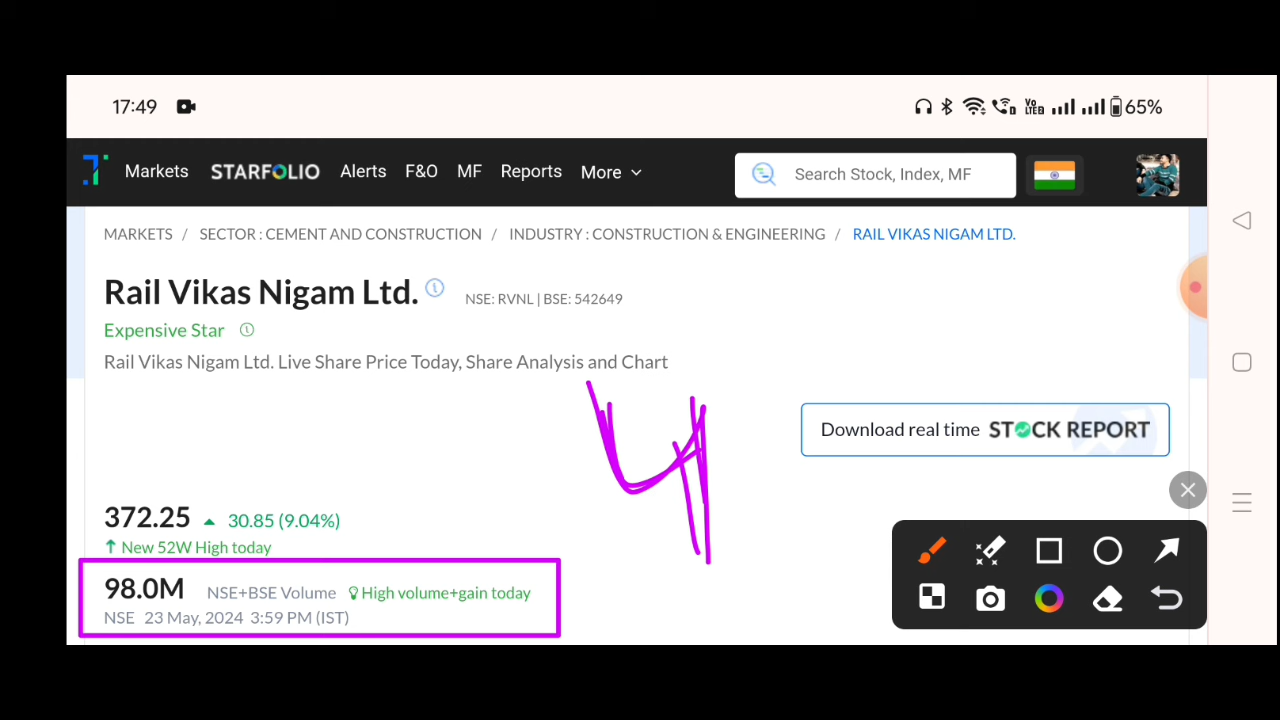 17:49 VO LTE 65%
Markets STARFOLIO Alerts F&O MF Reports More Search Stock, Index, MF
MARKETS / SECTOR : CEMENT AND CONSTRUCTION / INDUSTRY : CONSTRUCTION & ENGINEERING / RAIL VIKAS NIGAM LTD.
Rail Vikas Nigam Ltd. NSE: RVNL | BSE: 542649
Expensive Star
Rail Vikas Nigam Ltd. Live Share Price Today, Share Analysis and Chart
4
Download real time STOCK REPORT
372.25 30.85 (9.04%)
New 52W High today
98.0M NSE+BSE Volume High volume+gain today
NSE 23 May, 2024 3:59 PM (IST)